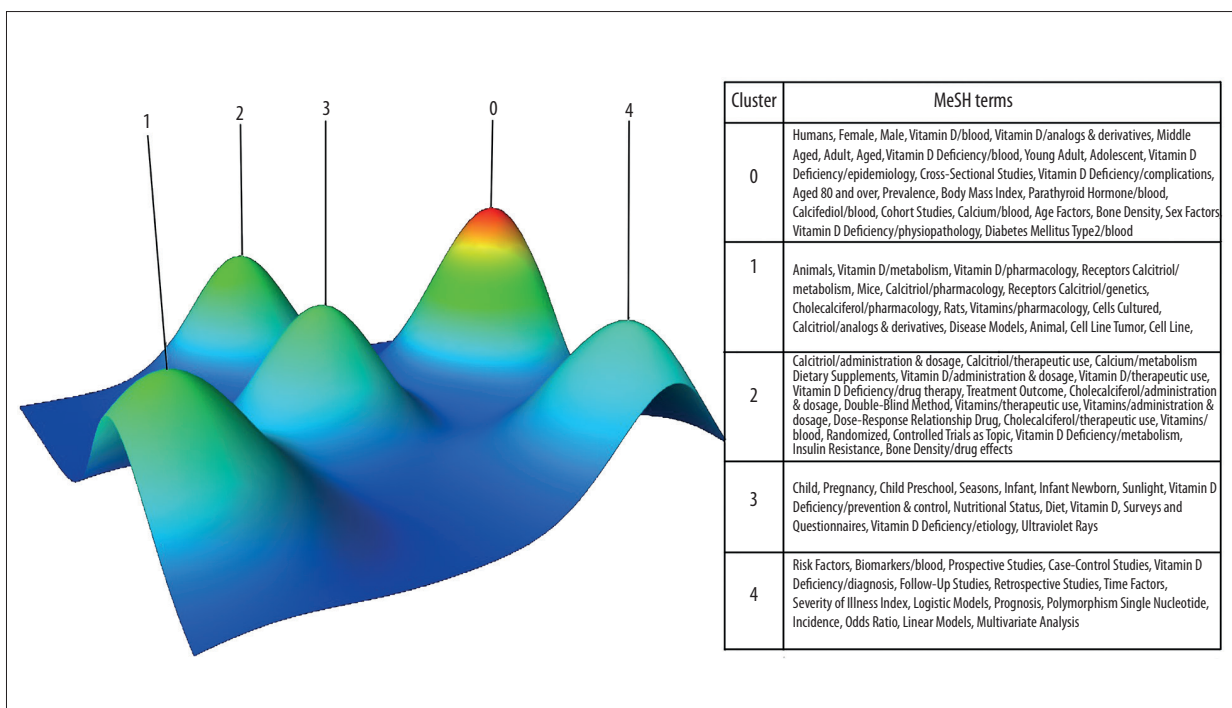 1
2
3
0
4
Cluster MeSH terms
0
Humans, Female, Male, Vitamin D/blood, Vitamin D/analogs & derivatives, Middle
Aged, Adult, Aged, Vitamin D Deficiency/blood, Young Adult, Adolescent, Vitamin D
Deficiency/epidemiology, Cross-Sectional Studies, Vitamin D Deficiency/complications,
Aged 80 and over, Prevalence, Body Mass Index, Parathyroid Hormone/blood,
Calcifediol/blood, Cohort Studies, Calcium/blood, Age Factors, Bone Density, Sex Factors
Vitamin D Deficiency/physiopathology, Diabetes Mellitus Type2/blood
1
Animals, Vitamin D/metabolism, Vitamin D/pharmacology, Receptors Calcitriol/
metabolism, Mice, Calcitriol/pharmacology, Receptors Calcitriol/genetics,
Cholecalciferol/pharmacology, Rats, Vitamins/pharmacology, Cells Cultured,
Calcitriol/analogs & derivatives, Disease Models, Animal, Cell Line Tumor, Cell Line,
2
Calcitriol/administration & dosage, Calcitriol/therapeutic use, Calcium/metabolism
Dietary Supplements, Vitamin D/administration & dosage, Vitamin D/therapeutic use,
Vitamin D Deficiency/drug therapy, Treatment Outcome, Cholecalciferol/administration
& dosage, Double-Blind Method, Vitamins/therapeutic use, Vitamins/administration &
dosage, Dose-Response Relationship Drug, Cholecalciferol/therapeutic use, Vitamins/
blood, Randomized, Controlled Trials as Topic, Vitamin D Deficiency/metabolism,
Insulin Resistance, Bone Density/drug effects
3
Child, Pregnancy, Child Preschool, Seasons, Infant, Infant Newborn, Sunlight, Vitamin D
Deficiency/prevention & control, Nutritional Status, Diet, Vitamin D, Surveys and
Questionnaires, Vitamin D Deficiency/etiology, Ultraviolet Rays
4
Risk Factors, Biomarkers/blood, Prospective Studies, Case-Control Studies, Vitamin D
Deficiency/diagnosis, Follow-Up Studies, Retrospective Studies, Time Factors,
Severity of Illness Index, Logistic Models, Prognosis, Polymorphism Single Nucleotide,
Incidence, Odds Ratio, Linear Models, Multivariate Analysis